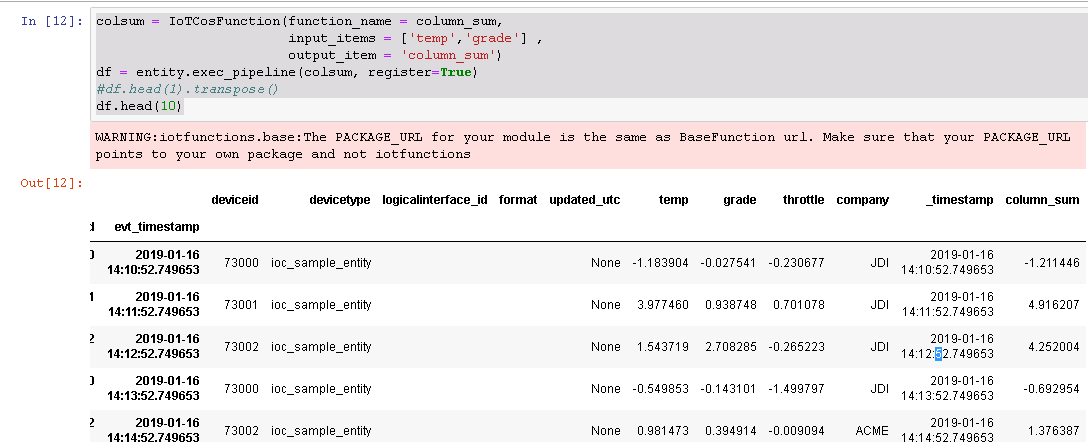 In [12]: colsum = IoTCosFunction(function_name = column_sum,
input_items = ['temp','grade'] ,
output_item = 'column_sum')
df = entity.exec_pipeline(colsum, register=True)
#df.head(1).transpose()
df.head(10)
WARNING:iotfunctions.base:The PACKAGE_URL for your module is the same as BaseFunction url. Make sure that your PACKAGE_URL
points to your own package and not iotfunctions
Out[12]:
deviceid devicetype logicalinterface_id format updated_utc temp grade throttle company _timestamp column_sum
d evt_timestamp
0 2019-01-16 14:10:52.749653 73000 ioc_sample_entity None -1.183904 -0.027541 -0.230677 JDI 2019-01-16 14:10:52.749653 -1.211446
1 2019-01-16 14:11:52.749653 73001 ioc_sample_entity None 3.977460 0.938748 0.701078 JDI 2019-01-16 14:11:52.749653 4.916207
2 2019-01-16 14:12:52.749653 73002 ioc_sample_entity None 1.543719 2.708285 -0.265223 JDI 2019-01-16 14:12:52.749653 4.252004
0 2019-01-16 14:13:52.749653 73000 ioc_sample_entity None -0.549853 -0.143101 -1.499797 JDI 2019-01-16 14:13:52.749653 -0.692954
2 2019-01-16 14:14:52.749653 73002 ioc_sample_entity None 0.981473 0.394914 -0.009094 ACME 2019-01-16 14:14:52.749653 1.376387